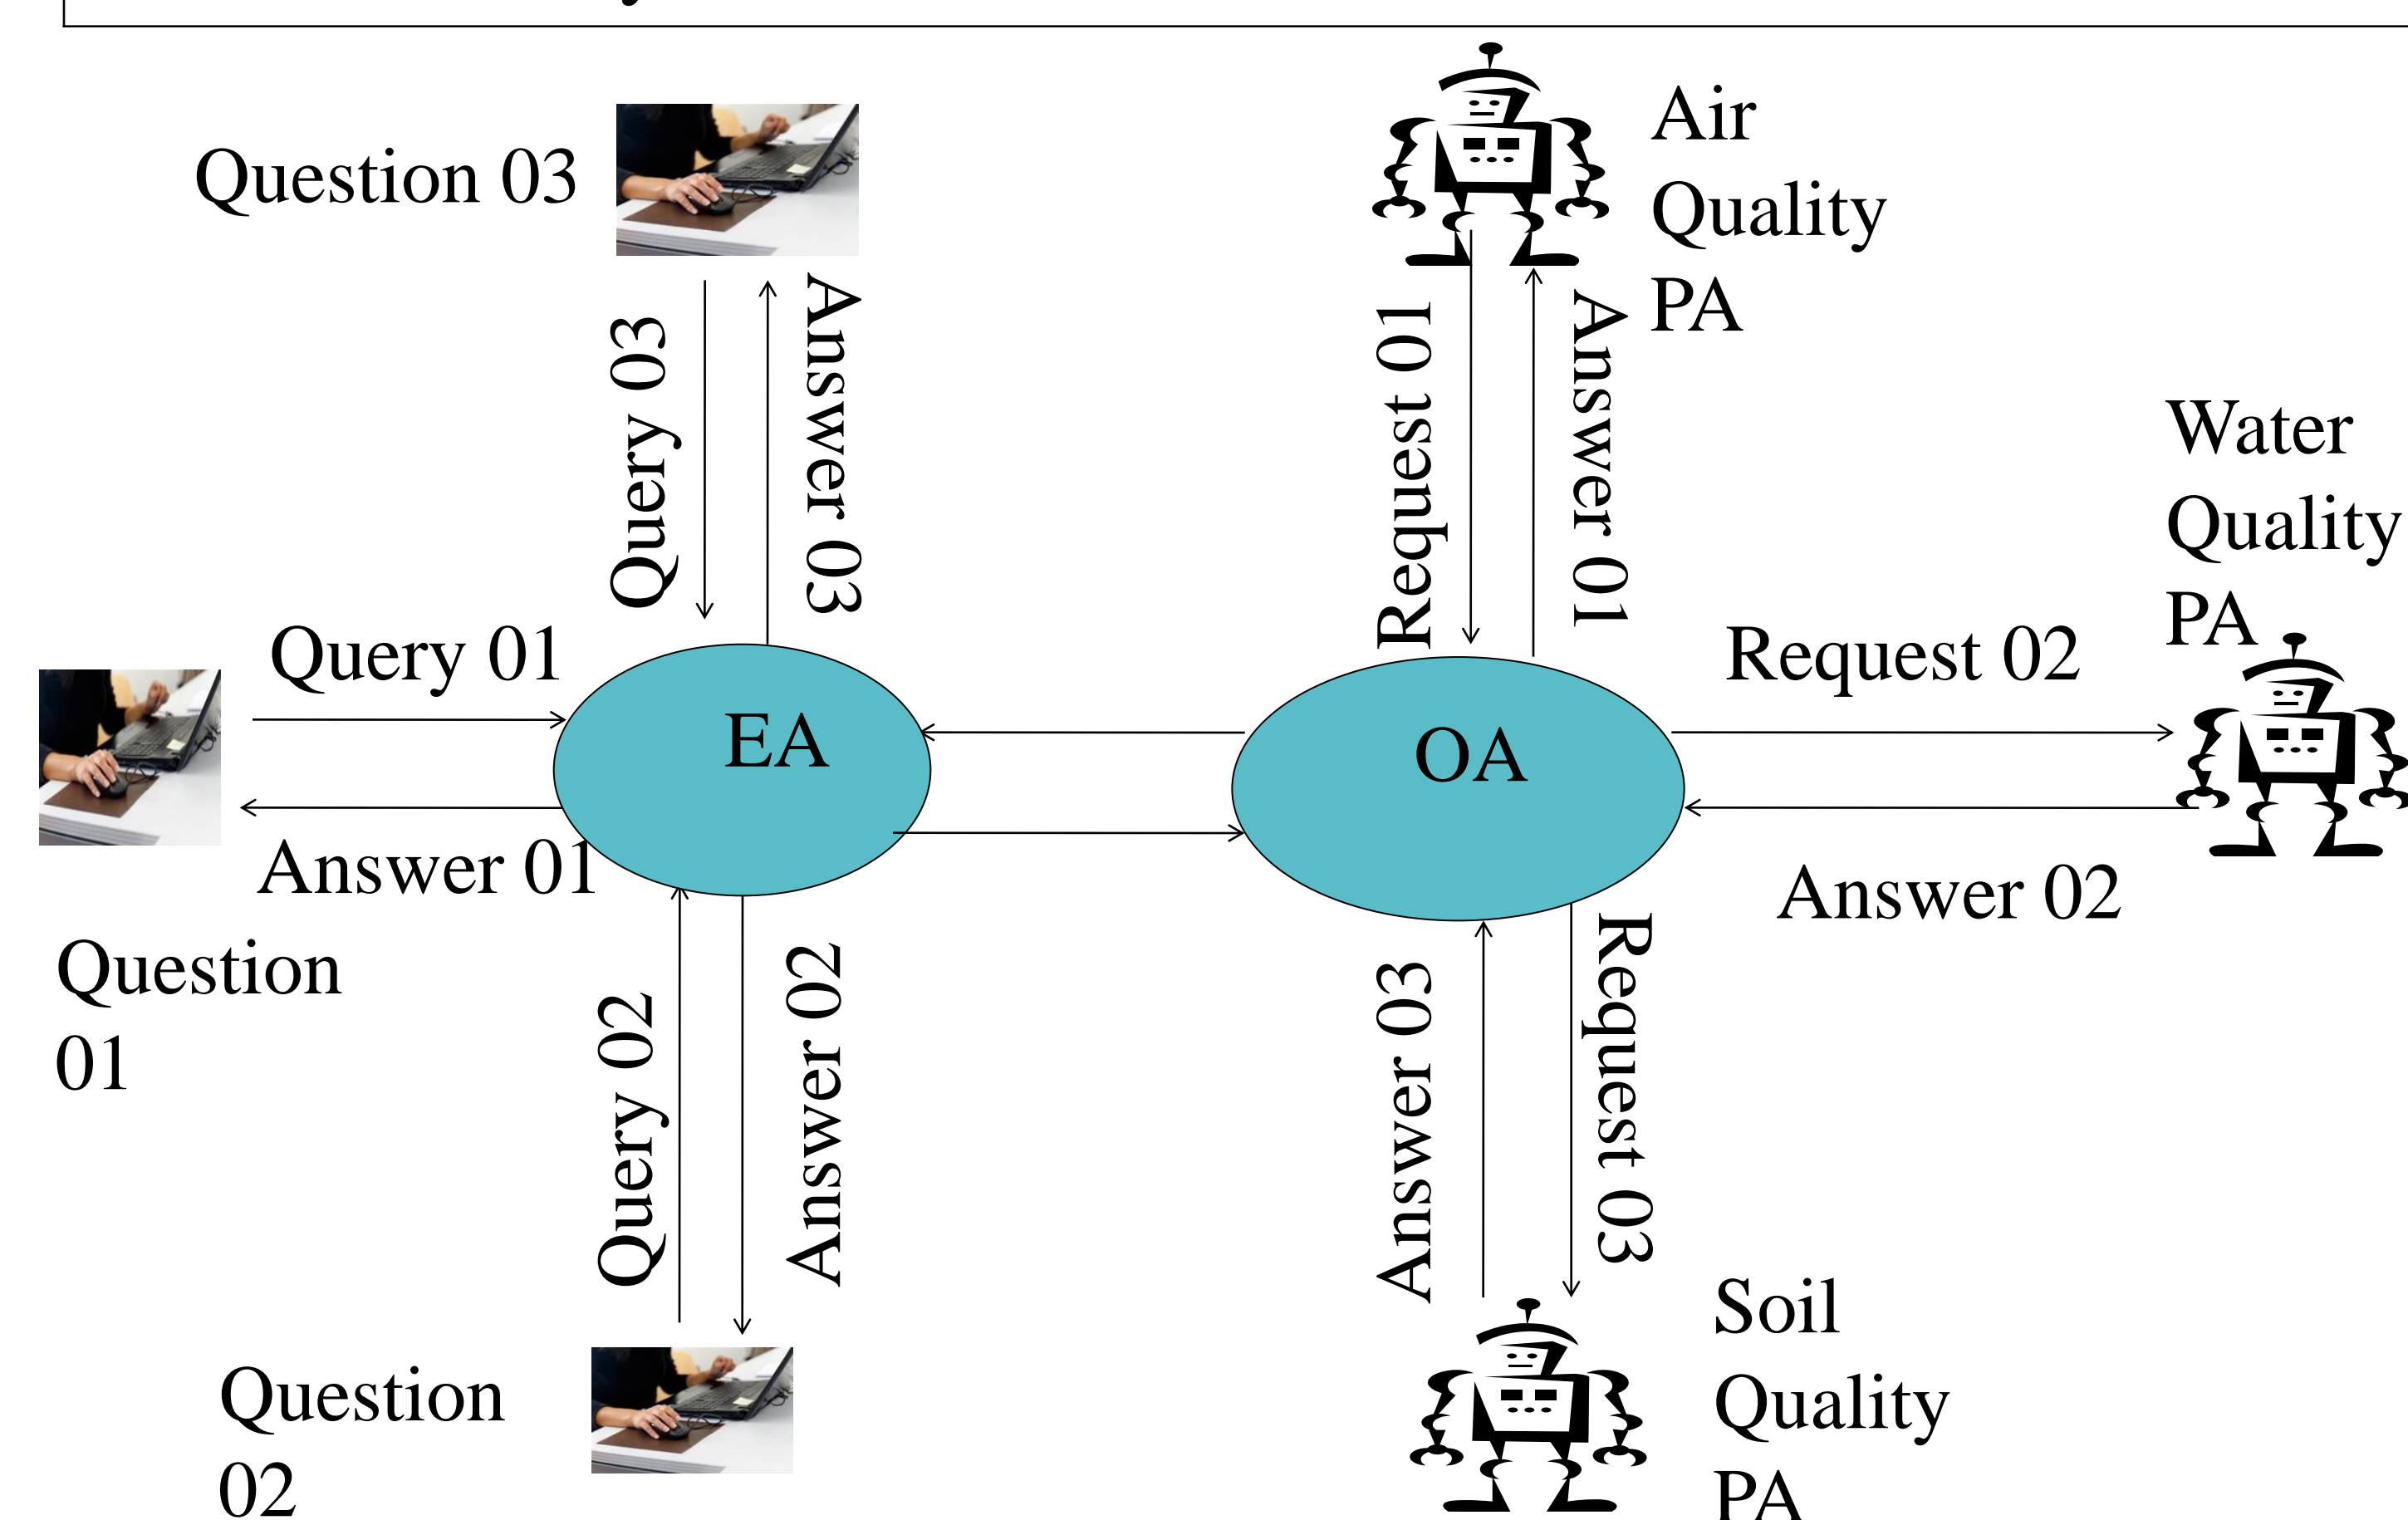 Question 03
Air
Quality
PA
Query 03
Answer 03
Request 01
Answer 01
Water
Quality
PA
Query 01
Request 02
EA
OA
Answer 01
Answer 02
Question
01
Query 02
Answer 02
Answer 03
Request 03
Soil
Quality
PA
Question
02